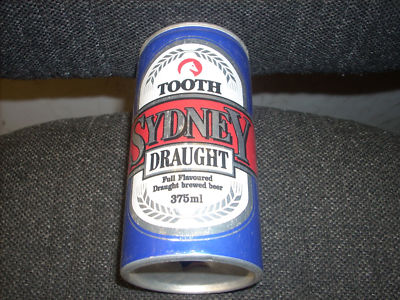 TOOTH
SYDNEY
DRAUGHT
Full Flavoured
Draught brewed beer
375ml